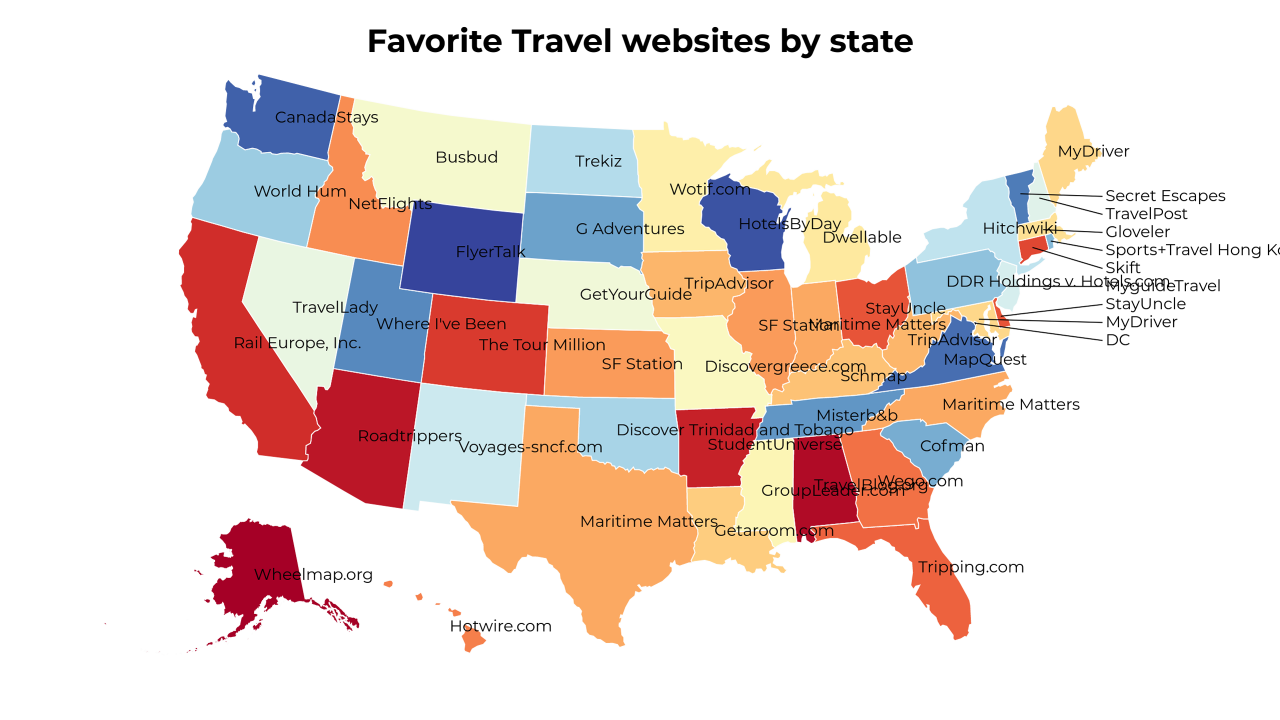 Favorite Travel websites by state
CanadaStays
MyDriver
Busbud
Trekiz
World Hum
Wotif.com
NetFlights
Secret Escapes
TravelPost
HotelsByDay
G Adventures
Hitchwiki
Gloveler
Dwellable
FlyerTalk
Sports+Travel Hong Ko
Skift
DDR Holdings v. Hotels.com
TripAdvisor
MyguideTravel
GetYourGuide
StayUncle
TravelLady
StayUncle
Where I've Been
SF Station
Maritime Matters
MyDriver
Rail Europe, Inc.
The Tour Million
TripAdvisor
DC
MapQuest
SF Station
Discovergreece.com
Schmap
Maritime Matters
Misterb&b
Discover Trinidad and Tobago
Roadtrippers
Voyages-sncf.com
StudentUniverse
Cofman
Wego.com
TravelBlog.org
GroupLeader.com
Maritime Matters
Getaroom.com
Tripping.com
Wheelmap.org
Hotwire.com